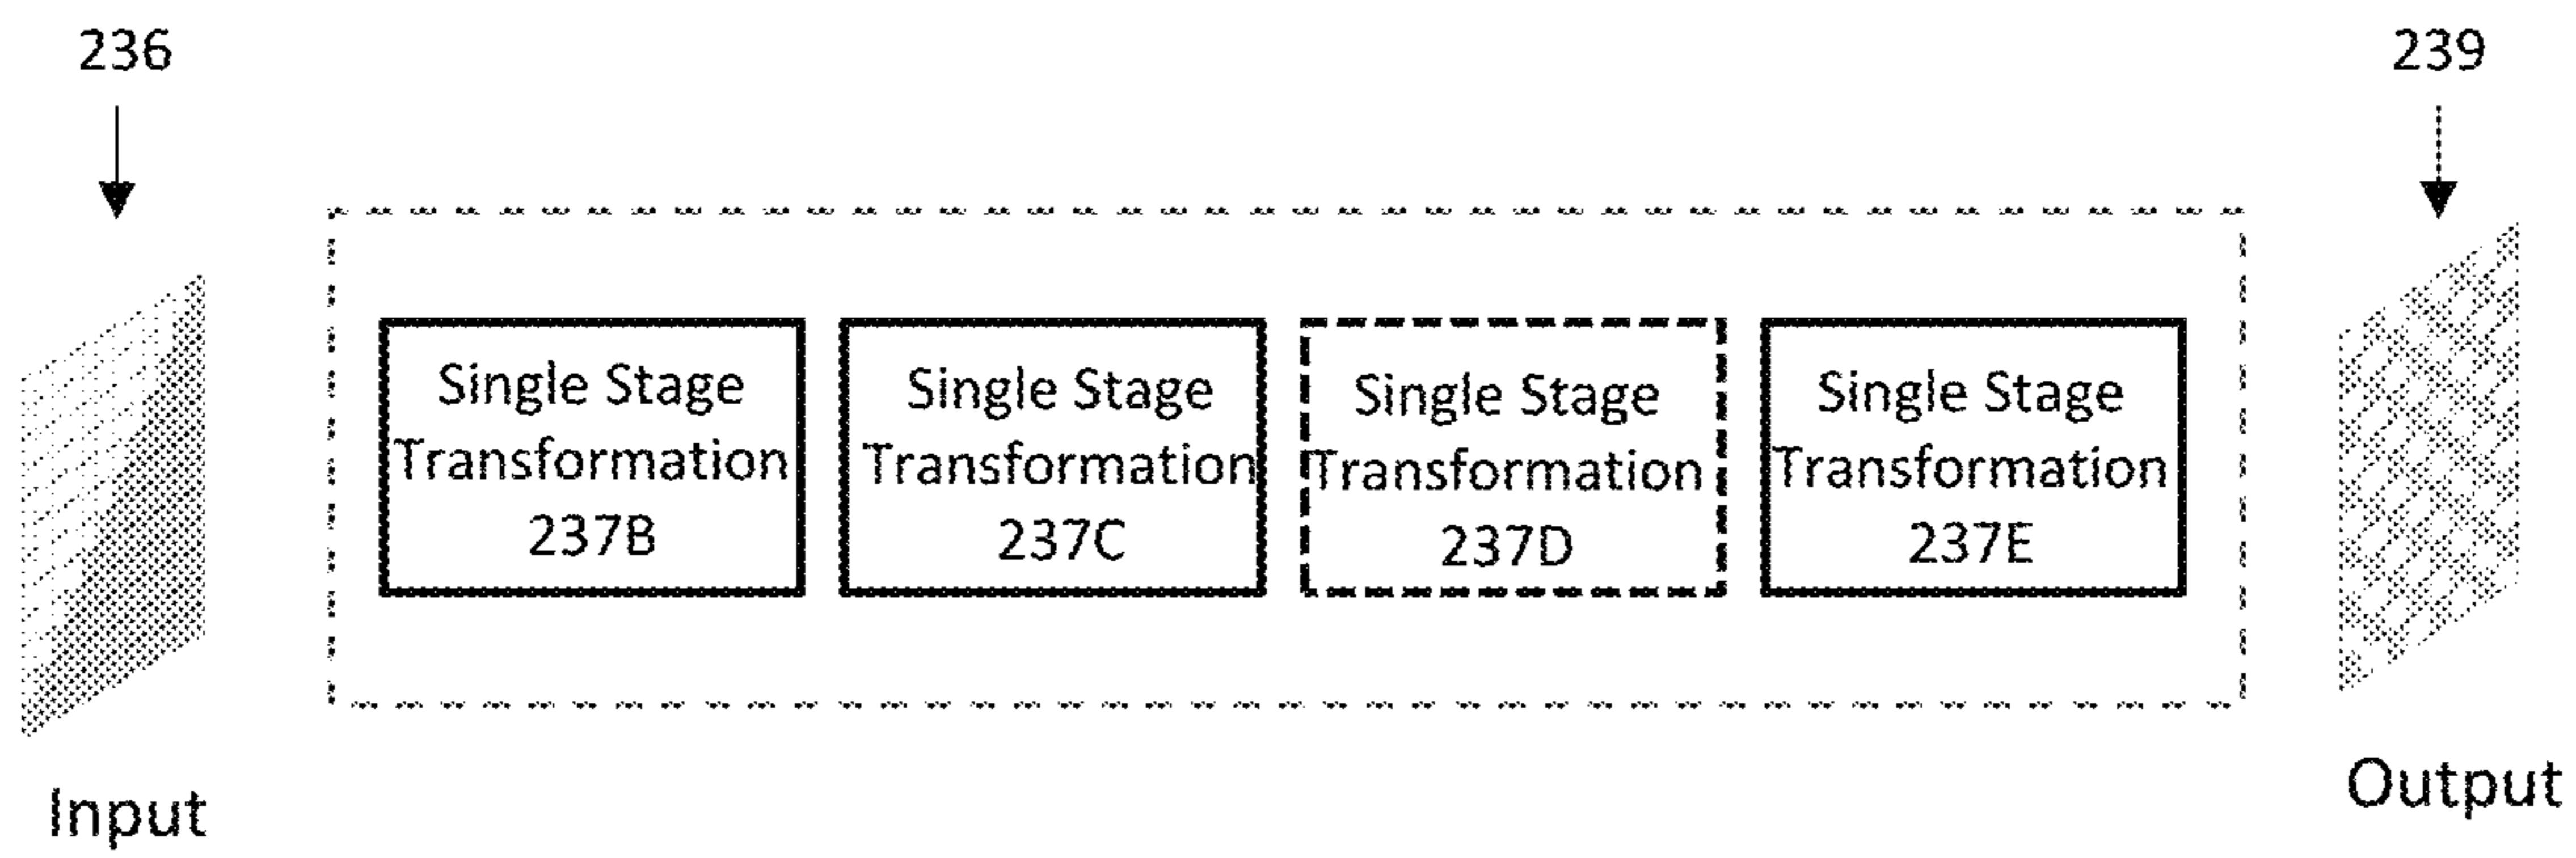 236
239
Single Stage
Transformation
237B
Single Stage
Transformation
237C
Single Stage
Transformation
237D
Single Stage
Transformation
237E
Input
Output